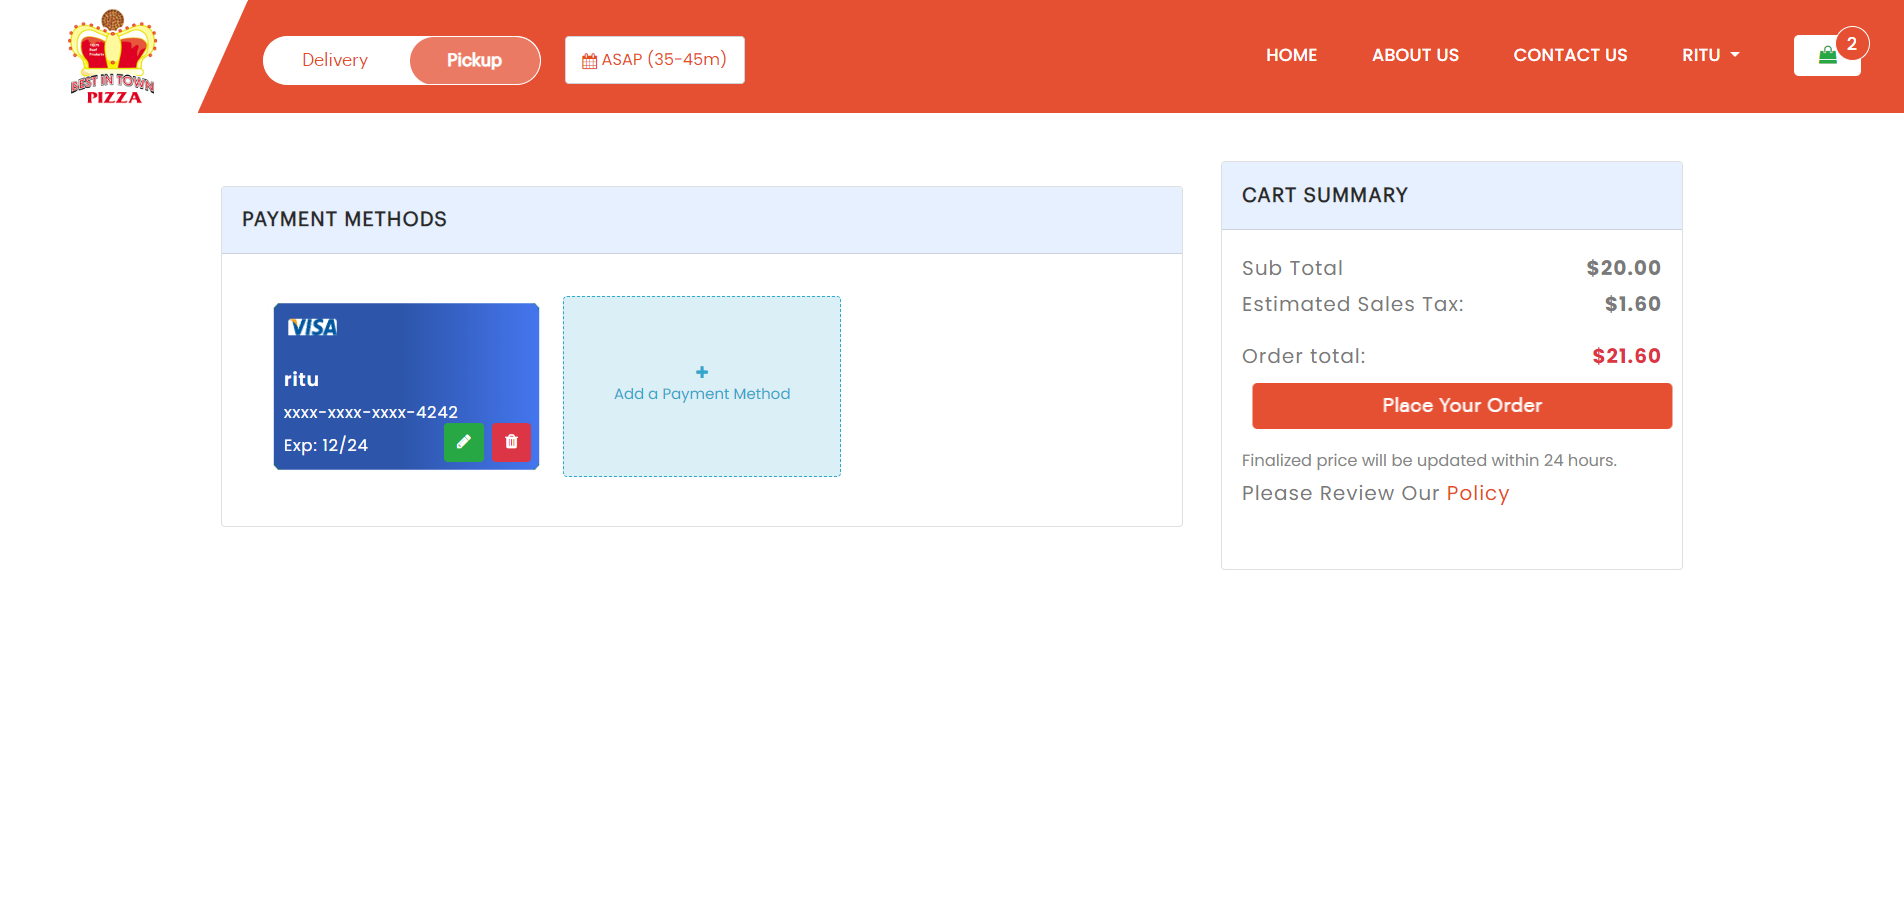 BEST IN TOWN
PIZZA
Delivery
Pickup
ASAP (35-45m)
HOME
ABOUT US
CONTACT US
RITU
2
PAYMENT METHODS
VISA
ritu
xxxx-xxxx-xxxx-4242
Exp: 12/24
Add a Payment Method
CART SUMMARY
Sub Total $20.00
Estimated Sales Tax: $1.60
Order total: $21.60
Place Your Order
Finalized price will be updated within 24 hours.
Please Review Our Policy